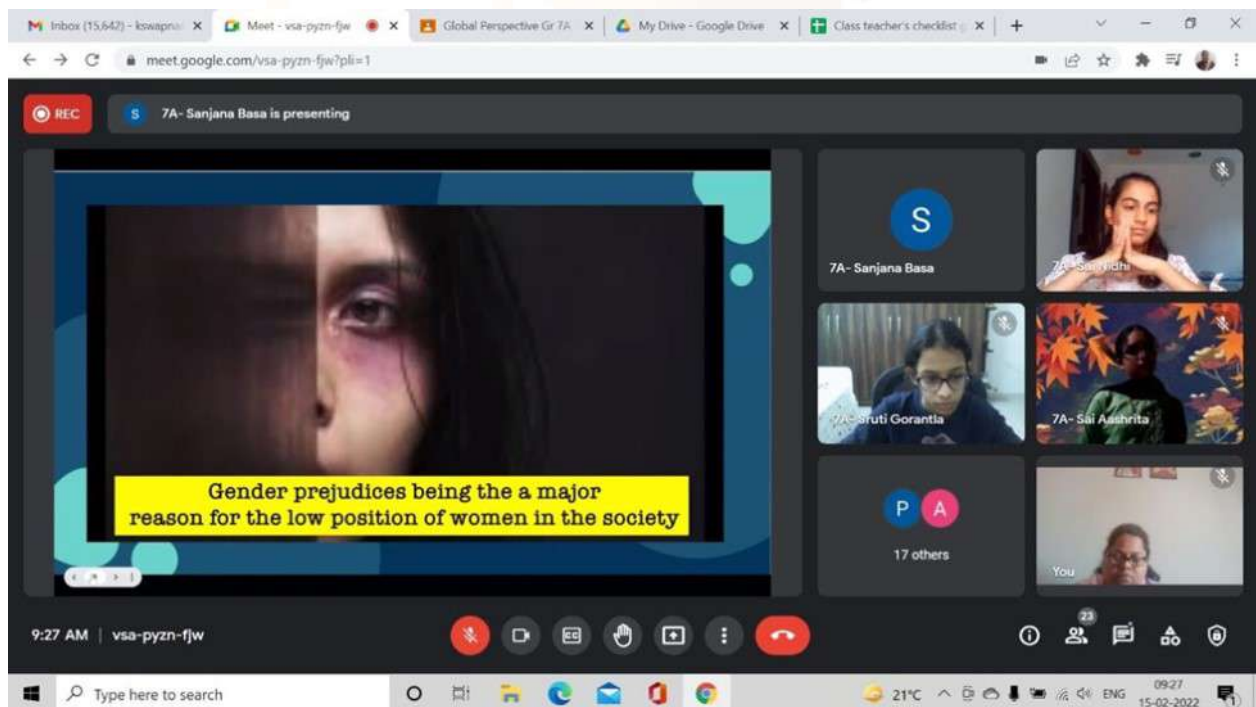 Inbox (15,642) - kswapna
Meet - vsa-pyzn-fjw
Global Perspective Gr 7A
My Drive - Google Drive
Class teacher's checklist
meet.google.com/vsa-pyzn-fjw?pli=1
REC
S
7A- Sanjana Basa is presenting
S
7A- Sanjana Basa
7A- Sai Nidhi
Gorantla
7A- Sai Aashrita
Gender prejudices being the a major
reason for the low position of women in the society
P A
17 others
You
9:27 AM | vsa-pyzn-fjw
23
Type here to search
21°C
ENG
09:27
15-02-2022
1